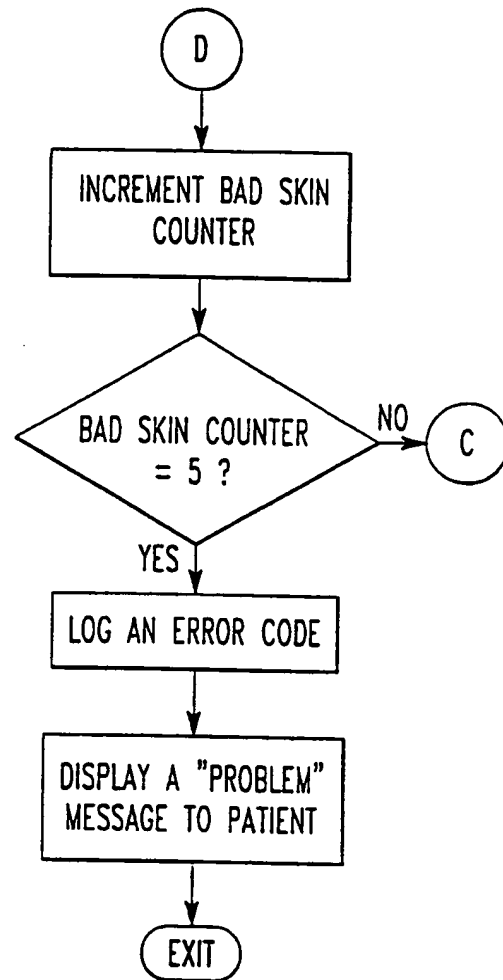 D
INCREMENT BAD SKIN
COUNTER
BAD SKIN COUNTER
= 5 ?
NO
C
YES
LOG AN ERROR CODE
DISPLAY A "PROBLEM"
MESSAGE TO PATIENT
EXIT